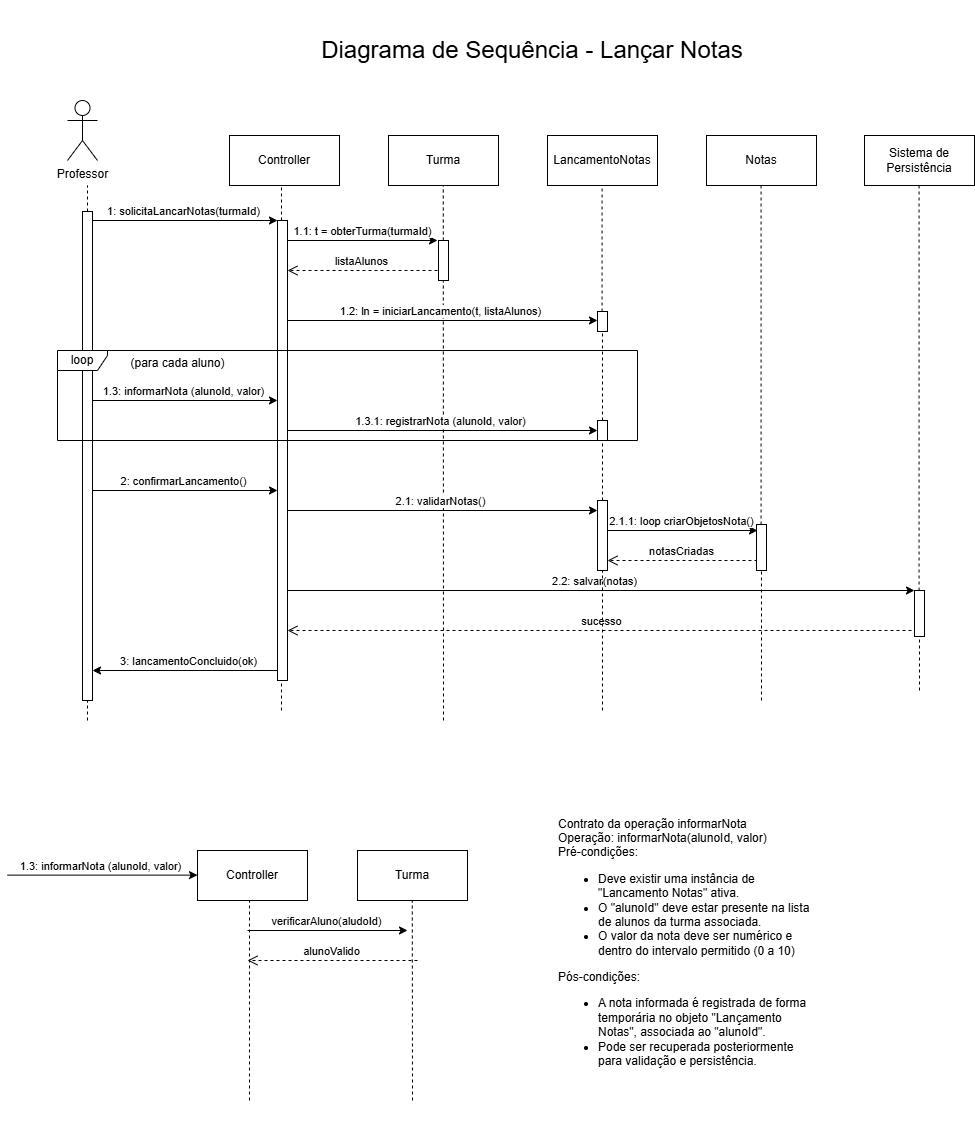 Diagrama de Sequência - Lançar Notas
Professor
Controller
Turma
LancamentoNotas
Notas
Sistema de
Persistência
1: solicitaLancarNotas(turmaId)
1.1: t = obterTurma(turmaId)
listaAlunos
1.2: ln = iniciarLancamento(t, listaAlunos)
loop
(para cada aluno)
1.3: informarNota (alunoId, valor)
1.3.1: registrarNota (alunoId, valor)
2: confirmarLancamento()
2.1: validarNotas()
2.1.1: loop criarObjetosNota()
notasCriadas
2.2: salvar(notas)
sucesso
3: lancamentoConcluido(ok)
1.3: informarNota (alunoId, valor)
Controller
Turma
verificarAluno(aludoId)
alunoValido
Contrato da operação informarNota
Operação: informarNota(alunoId, valor)
Pré-condições:
• Deve existir uma instância de
"Lancamento Notas" ativa.
• O "alunoId" deve estar presente na lista
de alunos da turma associada.
• O valor da nota deve ser numérico e
dentro do intervalo permitido (0 a 10)
Pós-condições:
• A nota informada é registrada de forma
temporária no objeto "Lançamento
Notas", associada ao "alunoId".
• Pode ser recuperada posteriormente
para validação e persistência.